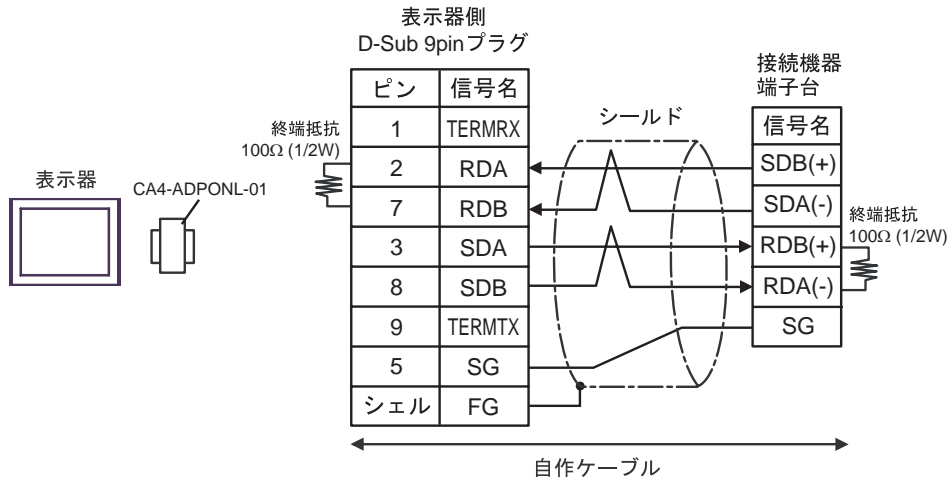 表示器側
D-Sub 9pinプラグ
接続機器
端子台
ピン 信号名
シールド
信号名
終端抵抗
100Ω (1/2W)
1 TERMRX
2 RDA
SDB(+)
表示器
CA4-ADPONL-01
7 RDB
SDA(-)
終端抵抗
100Ω (1/2W)
3 SDA
RDB(+)
8 SDB
RDA(-)
9 TERMTX
SG
5 SG
シェル FG
自作ケーブル